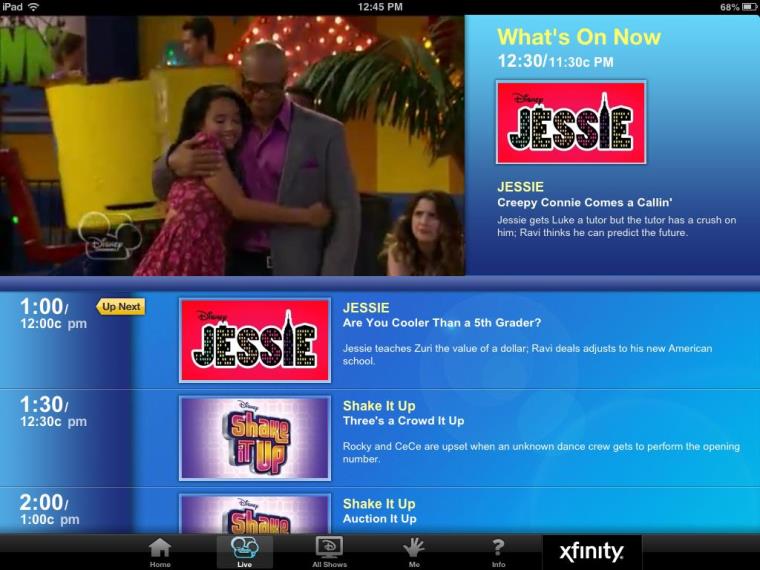 iPad
12:45 PM
68%
What's On Now
12:30/11:30c PM
Disney
JESSIE
JESSIE
Creepy Connie Comes a Callin'
Jessie gets Luke a tutor but the tutor has a crush on
him; Ravi thinks he can predict the future.
Disney
CHANNEL
1:00/
12:00c pm
Up Next
Disney
JESSIE
JESSIE
Are You Cooler Than a 5th Grader?
Jessie teaches Zuri the value of a dollar; Ravi deals adjusts to his new American
school.
1:30/
12:30c pm
Disney
Shake
IT UP
Shake It Up
Three's a Crowd It Up
Rocky and CeCe are upset when an unknown dance crew gets to perform the opening
number.
2:00/
1:00c pm
Disney
Shake
Shake It Up
Auction It Up
Home
Live
All Shows
Me
Info
xfinity